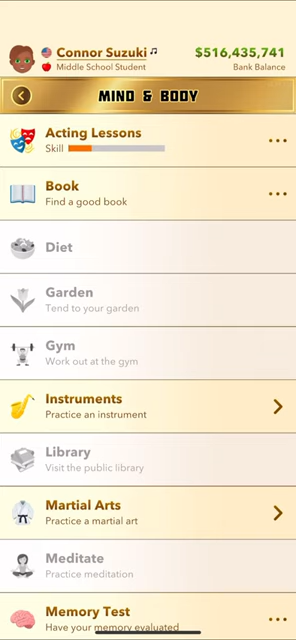 Connor Suzuki
$516,435,741
Middle School Student
Bank Balance
MIND & BODY
Acting Lessons
Skill
Book
Find a good book
Diet
Garden
Tend to your garden
Gym
Work out at the gym
Instruments
Practice an instrument
Library
Visit the public library
Martial Arts
Practice a martial art
Meditate
Practice meditation
Memory Test
Have your memory evaluated